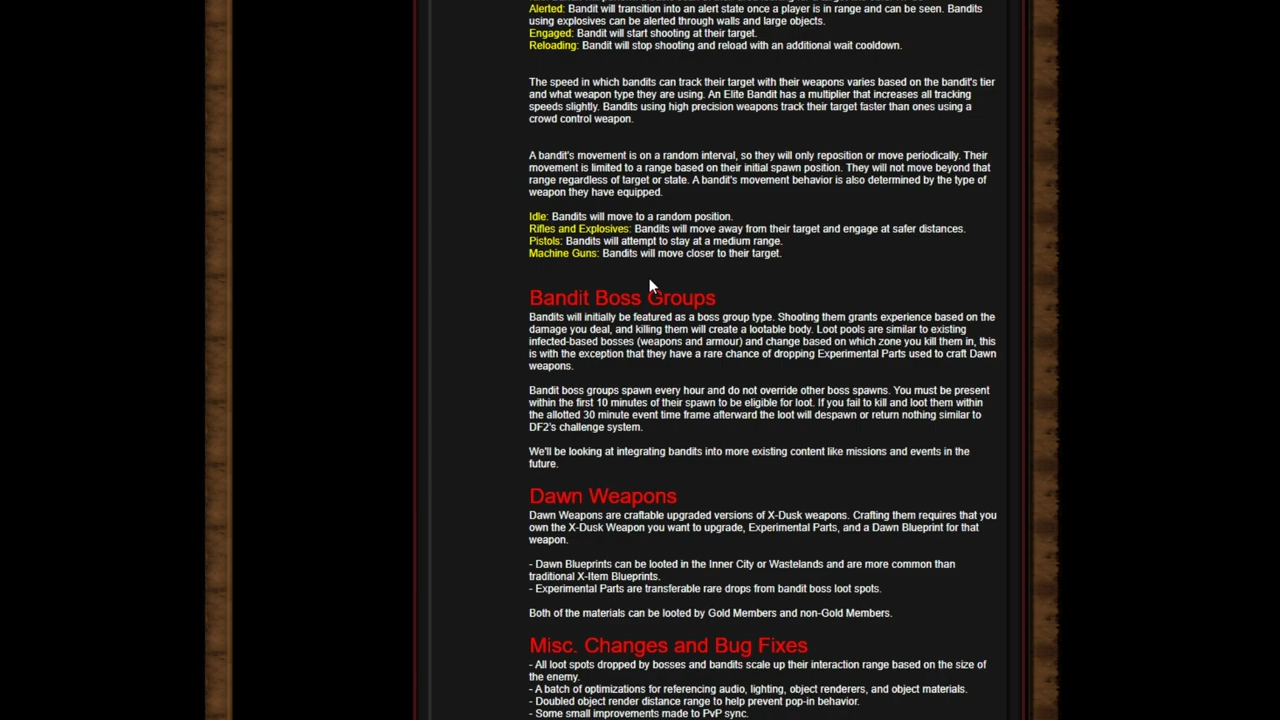 Alerted: Bandit will transition into an alert state once a player is in range and can be seen. Bandits
using explosives can be alerted through walls and large objects.
Engaged: Bandit will start shooting at their target.
Reloading: Bandit will stop shooting and reload with an additional wait cooldown.
The speed in which bandits can track their target with their weapons varies based on the bandit's tier
and what weapon type they are using. An Elite Bandit has a multiplier that increases all tracking
speeds slightly. Bandits using high precision weapons track their target faster than ones using a
crowd control weapon.
A bandit's movement is on a random interval, so they will only reposition or move periodically. Their
movement is limited to a range based on their initial spawn position. They will not move beyond that
range regardless of target or state. A bandit's movement behavior is also determined by the type of
weapon they have equipped.
Idle: Bandits will move to a random position.
Rifles and Explosives: Bandits will move away from their target and engage at safer distances.
Pistols: Bandits will attempt to stay at a medium range.
Machine Guns: Bandits will move closer to their target.
Bandit Boss Groups
Bandits will initially be featured as a boss group type. Shooting them grants experience based on the
damage you deal, and killing them will create a lootable body. Loot pools are similar to existing
infected-based bosses (weapons and armour) and change based on which zone you kill them in, this
is with the exception that they have a rare chance of dropping Experimental Parts used to craft Dawn
weapons.
Bandit boss groups spawn every hour and do not override other boss spawns. You must be present
within the first 10 minutes of their spawn to be eligible for loot. If you fail to kill and loot them within
the allotted 30 minute event time frame afterward the loot will despawn or return nothing similar to
DF2's challenge system.
We'll be looking at integrating bandits into more existing content like missions and events in the
future.
Dawn Weapons
Dawn Weapons are craftable upgraded versions of X-Dusk weapons. Crafting them requires that you
own the X-Dusk Weapon you want to upgrade, Experimental Parts, and a Dawn Blueprint for that
weapon.
- Dawn Blueprints can be looted in the Inner City or Wastelands and are more common than
traditional X-Item Blueprints.
- Experimental Parts are transferable rare drops from bandit boss loot spots.
Both of the materials can be looted by Gold Members and non-Gold Members.
Misc. Changes and Bug Fixes
- All loot spots dropped by bosses and bandits scale up their interaction range based on the size of
the enemy.
- A batch of optimizations for referencing audio, lighting, object renderers, and object materials.
- Doubled object render distance range to help prevent pop-in behavior.
- Some small improvements made to PvP sync.